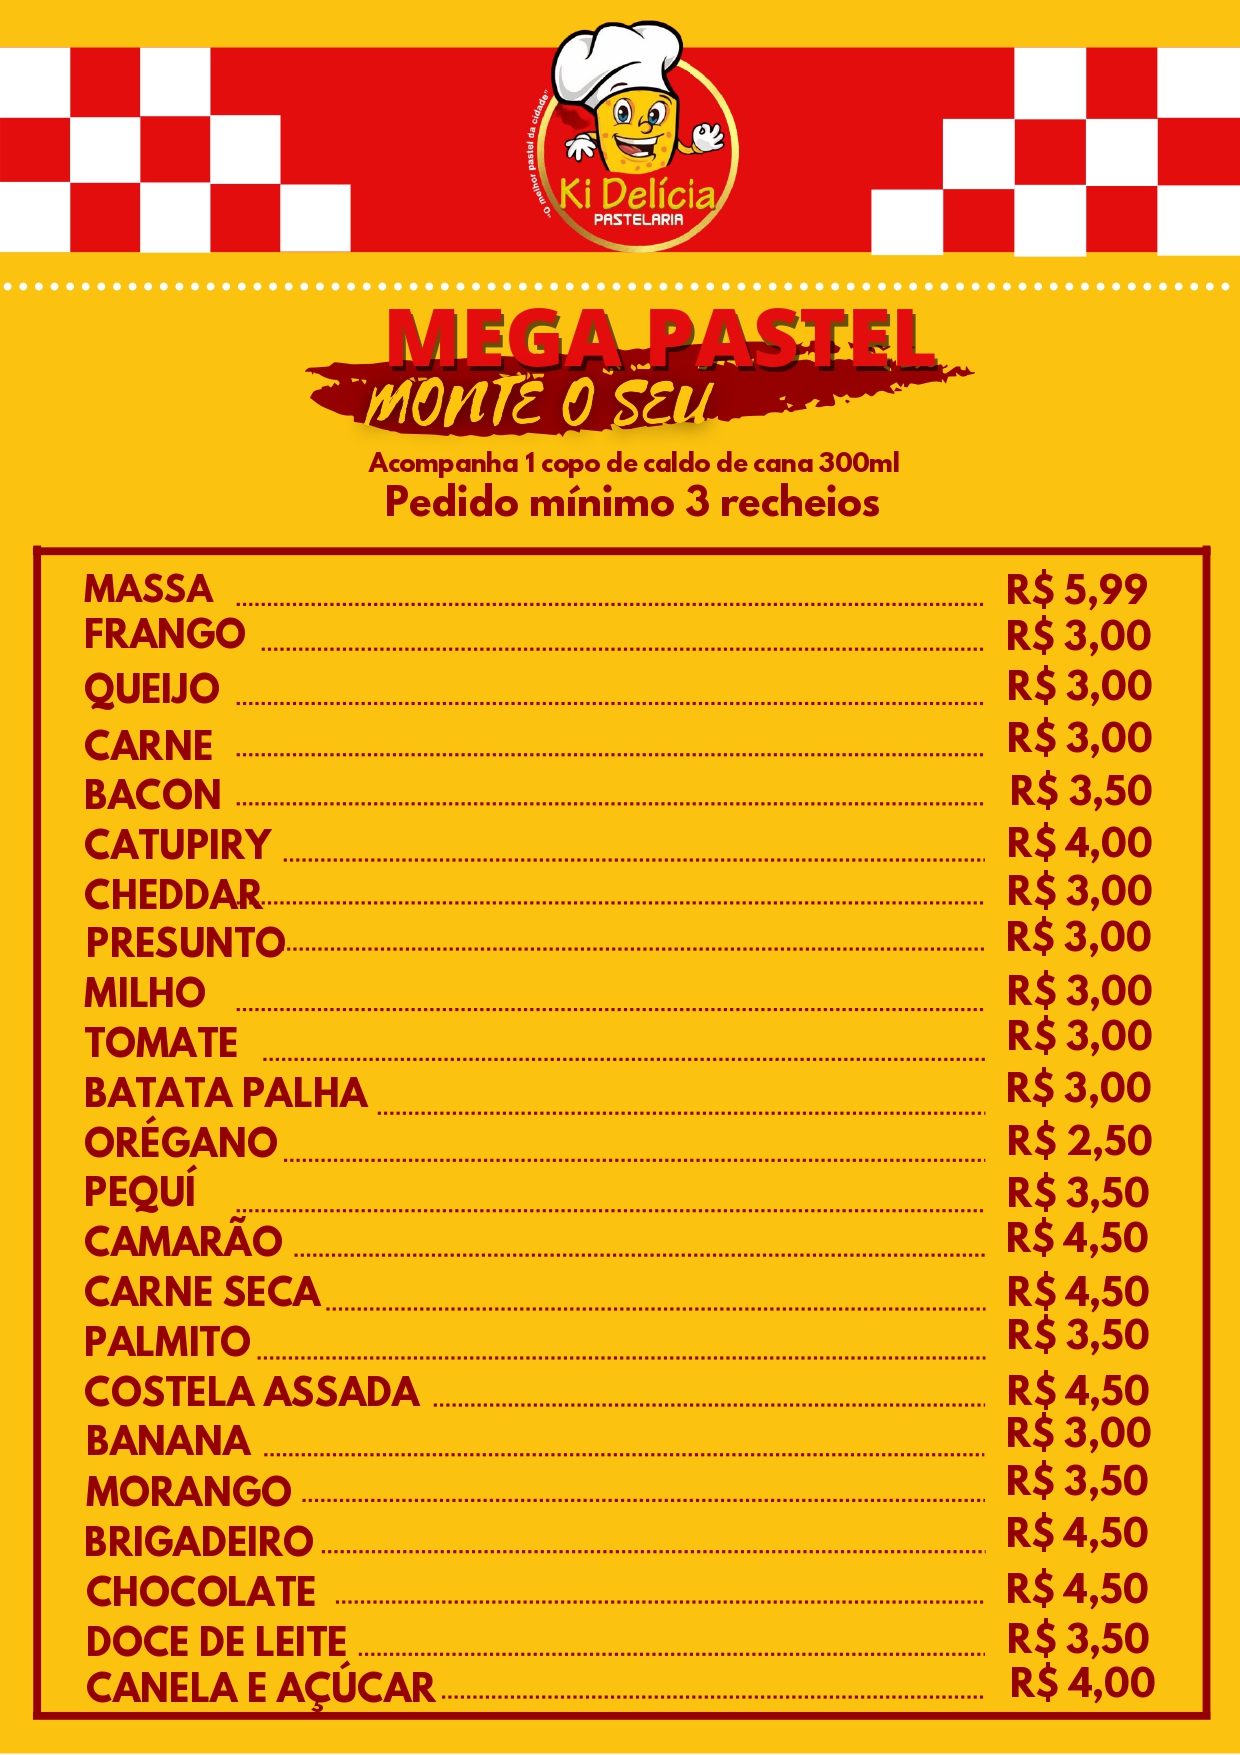 "O melhor pastel da cidade"
Ki Delícia
PASTELARIA
MEGA PASTEL
MONTE O SEU
Acompanha 1 copo de caldo de cana 300ml
Pedido mínimo 3 recheios
MASSA R$ 5,99
FRANGO R$ 3,00
QUEIJO R$ 3,00
CARNE R$ 3,00
BACON R$ 3,50
CATUPIRY R$ 4,00
CHEDDAR R$ 3,00
PRESUNTO R$ 3,00
MILHO R$ 3,00
TOMATE R$ 3,00
BATATA PALHA R$ 3,00
ORÉGANO R$ 2,50
PEQUÍ R$ 3,50
CAMARÃO R$ 4,50
CARNE SECA R$ 4,50
PALMITO R$ 3,50
COSTELA ASSADA R$ 4,50
BANANA R$ 3,00
MORANGO R$ 3,50
BRIGADEIRO R$ 4,50
CHOCOLATE R$ 4,50
DOCE DE LEITE R$ 3,50
CANELA E AÇÚCAR R$ 4,00